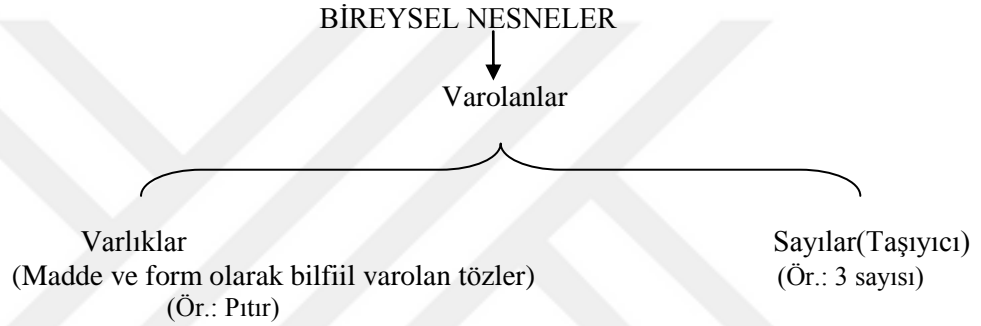 BİREYSEL NESNELER
Varolanlar
Varlıklar
(Madde ve form olarak bilfiil varolan tözler)
(Ör.: Pıtır)
Sayılar(Taşıyıcı)
(Ör.: 3 sayısı)